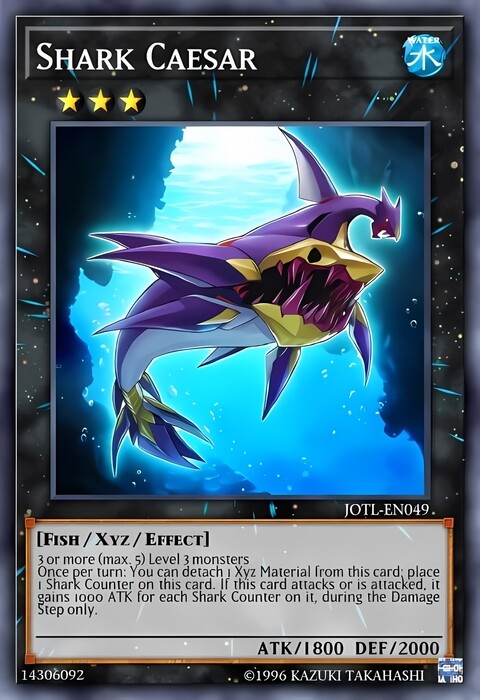 SHARK CAESAR
WATER
水
JOTL-EN049
[FISH / XYZ / EFFECT]
3 or more (max. 5) Level 3 monsters
Once per turn: You can detach 1 Xyz Material from this card; place
1 Shark Counter on this card. If this card attacks or is attacked, it
gains 1000 ATK for each Shark Counter on it, during the Damage
Step only.
ATK/1800 DEF/2000
14306092
©1996 KAZUKI TAKAHASHI